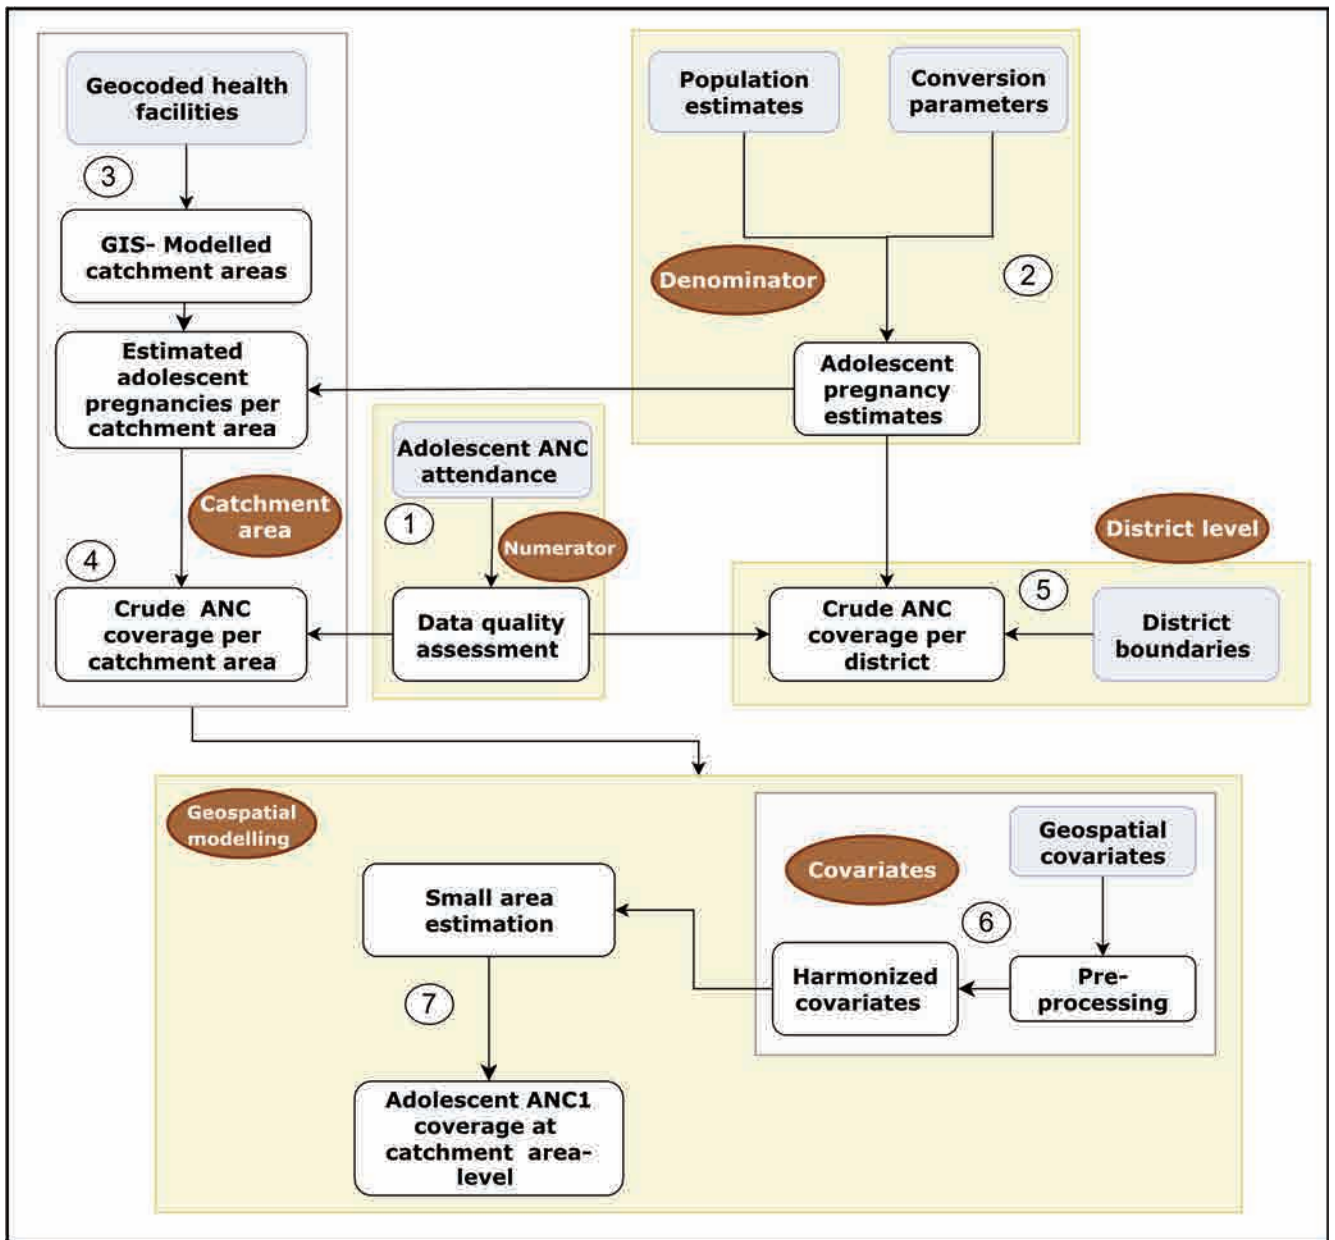 Geocoded health
facilities
3
GIS- Modelled
catchment areas
Estimated
adolescent
pregnancies per
catchment area
Catchment
area
4
Crude ANC
coverage per
catchment area
Population
estimates
Conversion
parameters
Denominator
2
Adolescent
pregnancy
estimates
Adolescent ANC
attendance
1
Numerator
Data quality
assessment
District level
5
Crude ANC
coverage per
district
District
boundaries
Geospatial
modelling
Small area
estimation
7
Adolescent ANC1
coverage at
catchment area-
level
Covariates
Geospatial
covariates
6
Harmonized
covariates
Pre-
processing